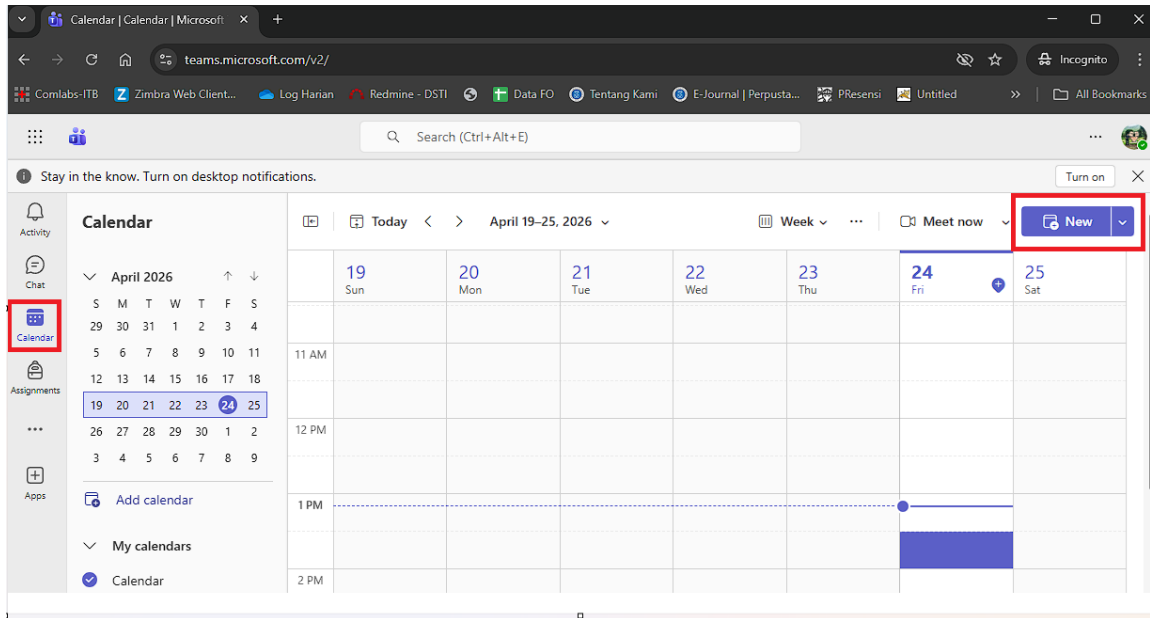 Calendar | Calendar | Microsoft
teams.microsoft.com/v2/
Incognito
Comlabs-ITB Zimbra Web Client... Log Harian Redmine - DSTI Data FO Tentang Kami E-Journal | Perpusta... PResensi Untitled » All Bookmarks
Search (Ctrl+Alt+E)
Stay in the know. Turn on desktop notifications. Turn on
Activity
Chat
Calendar
Assignments
Apps
Calendar
April 2026
S M T W T F S
29 30 31 1 2 3 4
5 6 7 8 9 10 11
12 13 14 15 16 17 18
19 20 21 22 23 24 25
26 27 28 29 30 1 2
3 4 5 6 7 8 9
Add calendar
My calendars
Calendar
Today April 19–25, 2026 Week Meet now New
19 20 21 22 23 24 25
Sun Mon Tue Wed Thu Fri Sat
11 AM
12 PM
1 PM
2 PM